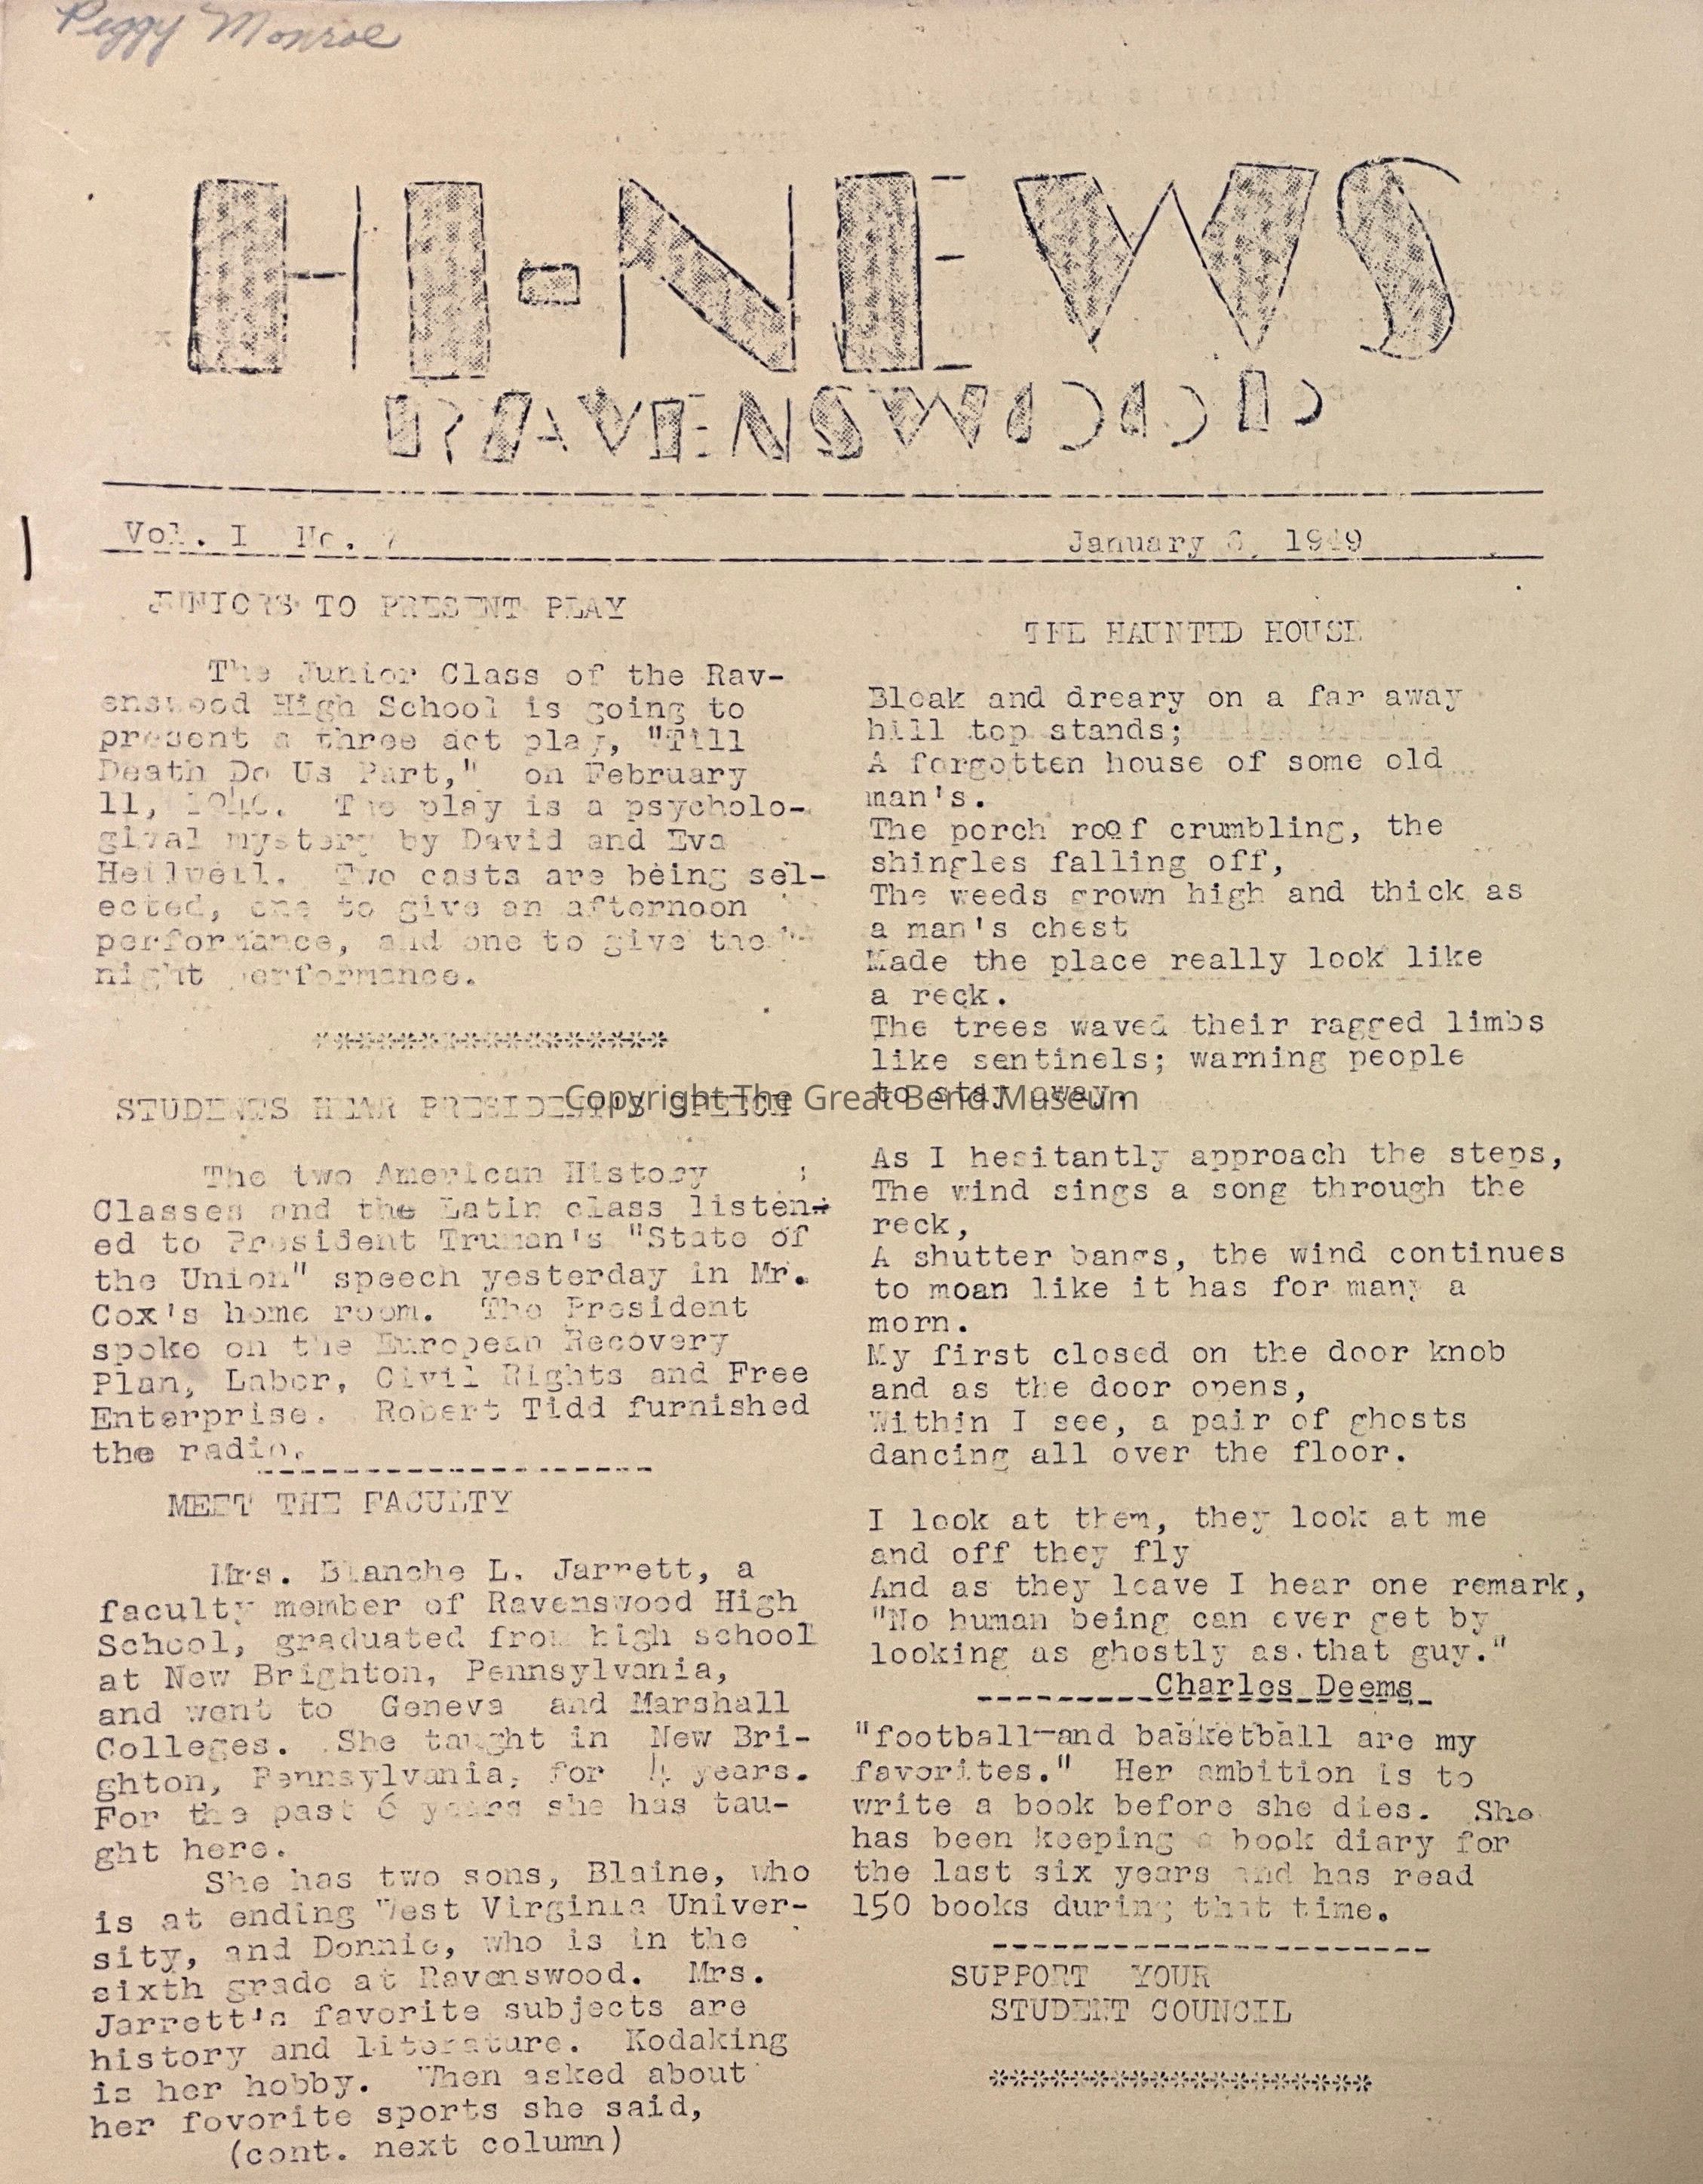 Peggy Monroe
HI-NEWS
RAVENSWOOD
Vol. I No. 7
January 6, 1949
JUNIORS TO PRESENT PLAY
The Junior Class of the Rav-
enswood High School is going to
present a three act play, "Till
Death Do Us Part," on February
11, 1949. The play is a psycholo-
gival mystery by David and Eva
Heilweil. Two casts are being sel-
ected, one to give an afternoon
performance, and one to give the
night performance.
*********************
STUDENTS HEAR PRESIDENTS SPEECH
The two American History
Classes and the Latin class listen-
ed to President Truman's "State of
the Union" speech yesterday in Mr.
Cox's home room. The President
spoke on the European Recovery
Plan, Labor, Civil Rights and Free
Enterprise. Robert Tidd furnished
the radio.
--------------------
MEET THE FACULTY
Mrs. Blanche L. Jarrett, a
faculty member of Ravenswood High
School, graduated from high school
at New Brighton, Pennsylvania,
and went to Geneva and Marshall
Colleges. She taught in New Bri-
ghton, Pennsylvania, for 4 years.
For the past 6 years she has tau-
ght here.
She has two sons, Blaine, who
is at ending West Virginia Univer-
sity, and Donnie, who is in the
sixth grade at Ravenswood. Mrs.
Jarrett's favorite subjects are
history and literature. Kodaking
is her hobby. When asked about
her fovorite sports she said,
(cont. next column)
THE HAUNTED HOUSE
Bleak and dreary on a far away
hill top stands;
A forgotten house of some old
man's.
The porch roof crumbling, the
shingles falling off,
The weeds grown high and thick as
a man's chest
Made the place really look like
a reck.
The trees waved their ragged limbs
like sentinels; warning people
to stay away.
Copyright The Great Bend Museum
As I hesitantly approach the steps,
The wind sings a song through the
reck,
A shutter bangs, the wind continues
to moan like it has for many a
morn.
My first closed on the door knob
and as the door opens,
Within I see, a pair of ghosts
dancing all over the floor.
I look at them, they look at me
and off they fly
And as they leave I hear one remark,
"No human being can ever get by
looking as ghostly as that guy."
---------Charles Deems-
"football-and basketball are my
favorites." Her ambition is to
write a book before she dies. She
has been keeping a book diary for
the last six years and has read
150 books during that time.
----------------------
SUPPORT YOUR
STUDENT COUNCIL
***********************